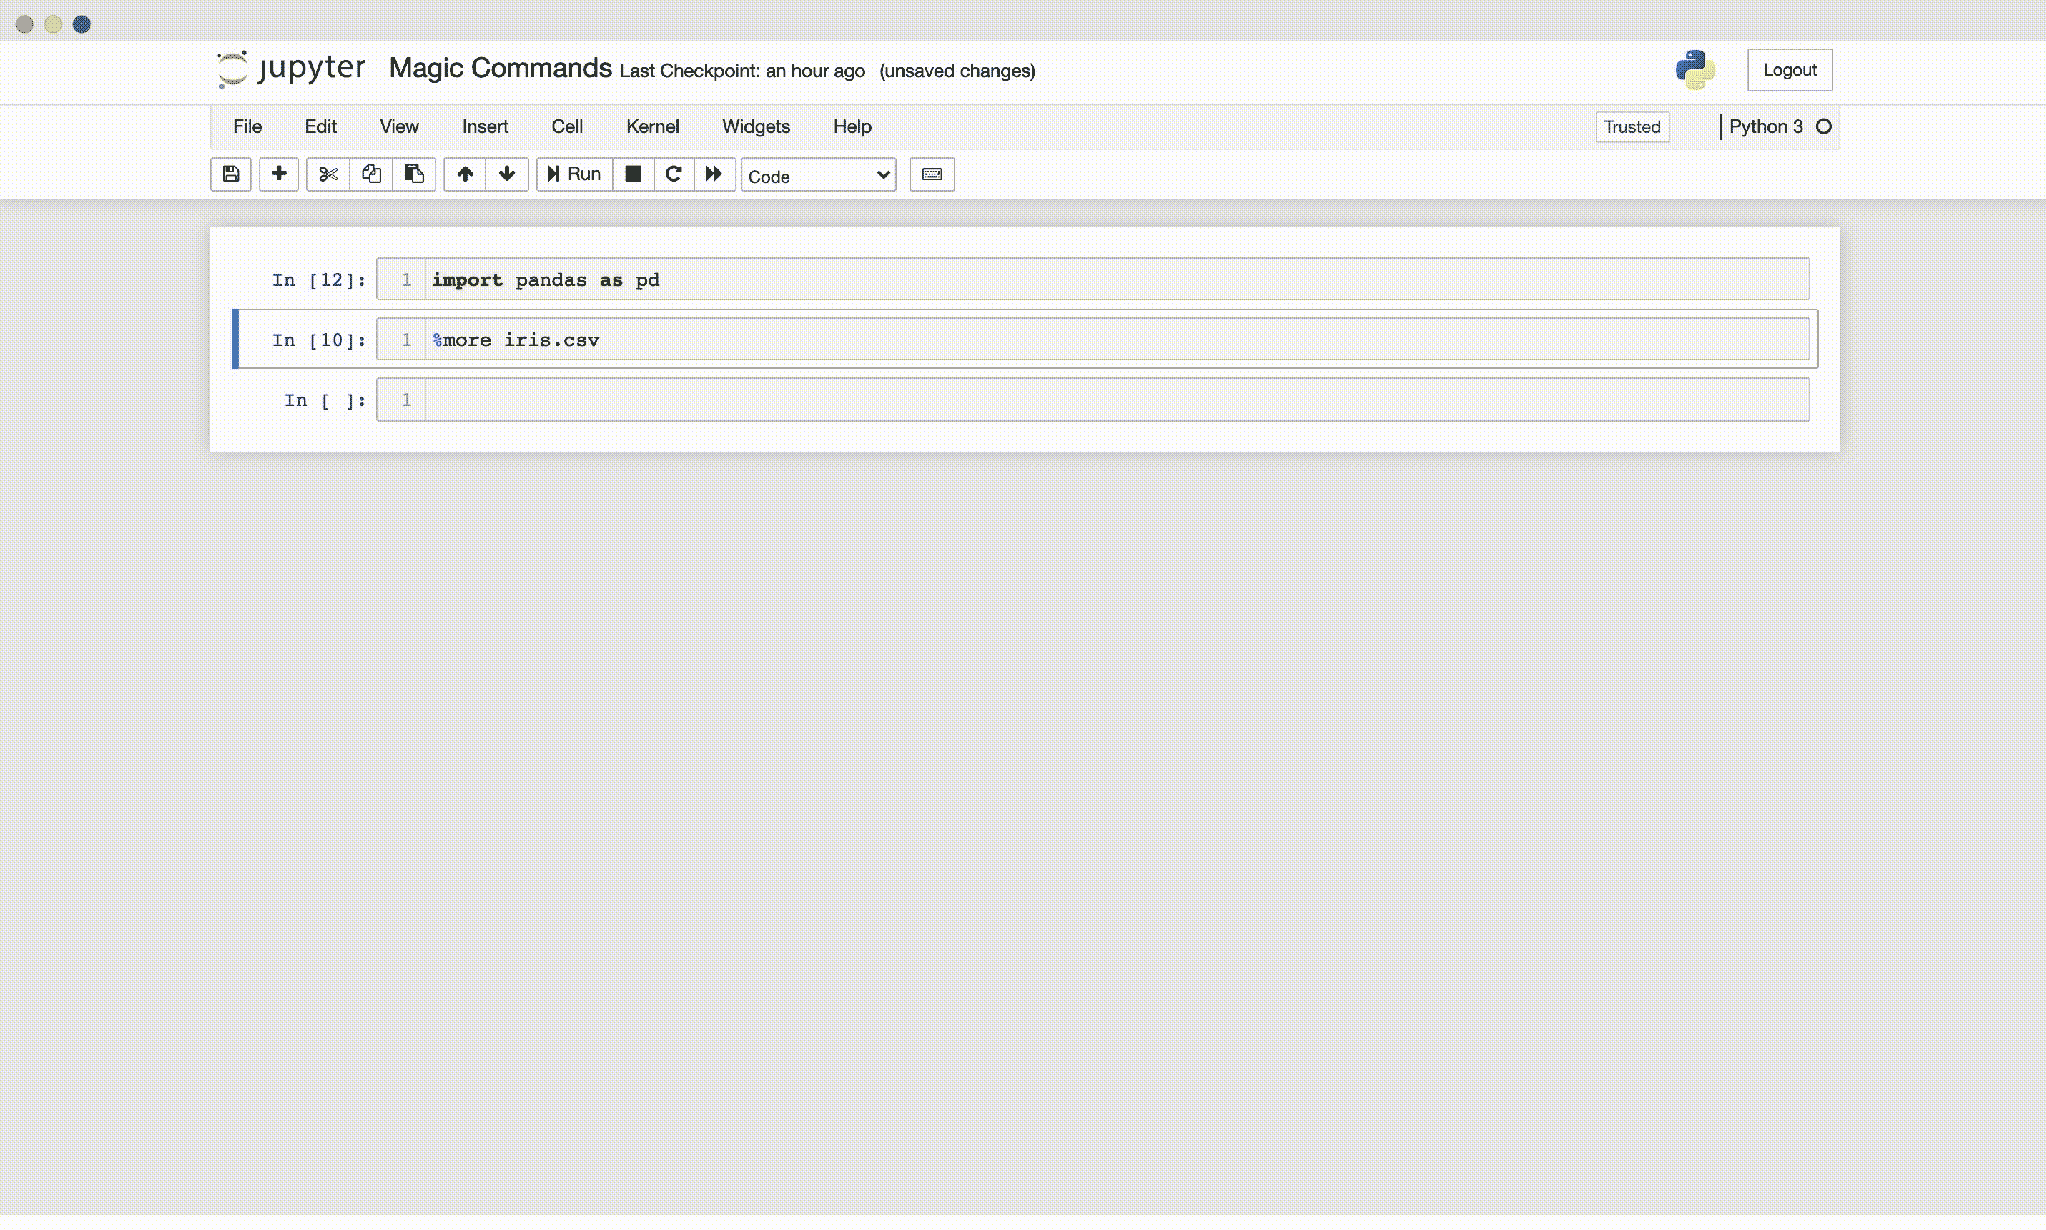 jupyter Magic Commands Last Checkpoint: an hour ago (unsaved changes) Logout
File Edit View Insert Cell Kernel Widgets Help Trusted Python 3
Run Code
In [12]: 1 import pandas as pd
In [10]: 1 %more iris.csv
In [ ]: 1